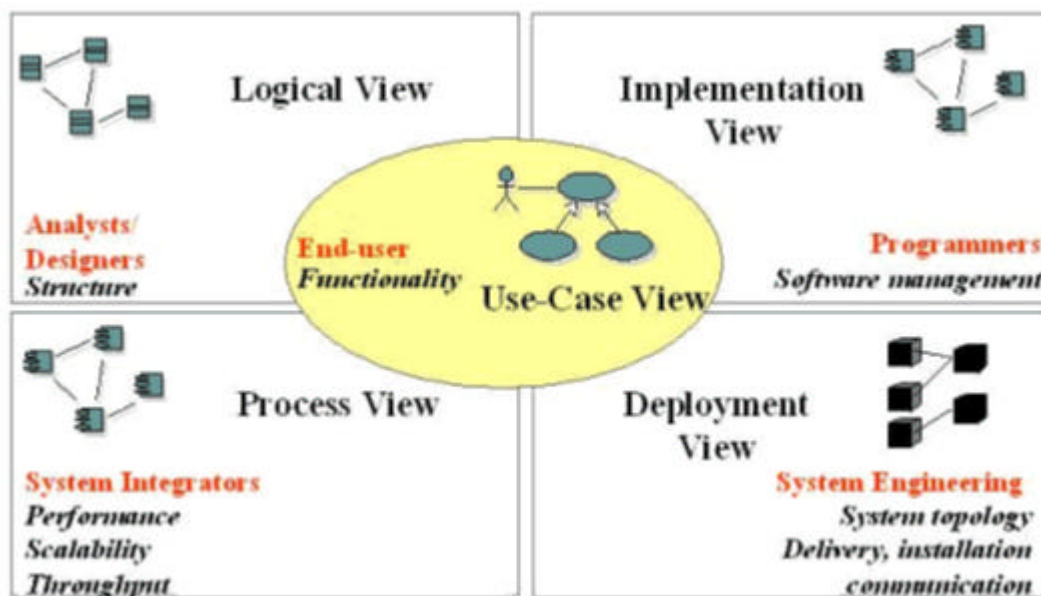 Logical View
Analysts/
Designers
Structure
Implementation
View
Programmers
Software management
End-user
Functionality
Use-Case View
Process View
System Integrators
Performance
Scalability
Throughput
Deployment
View
System Engineering
System topology
Delivery, installation
communication